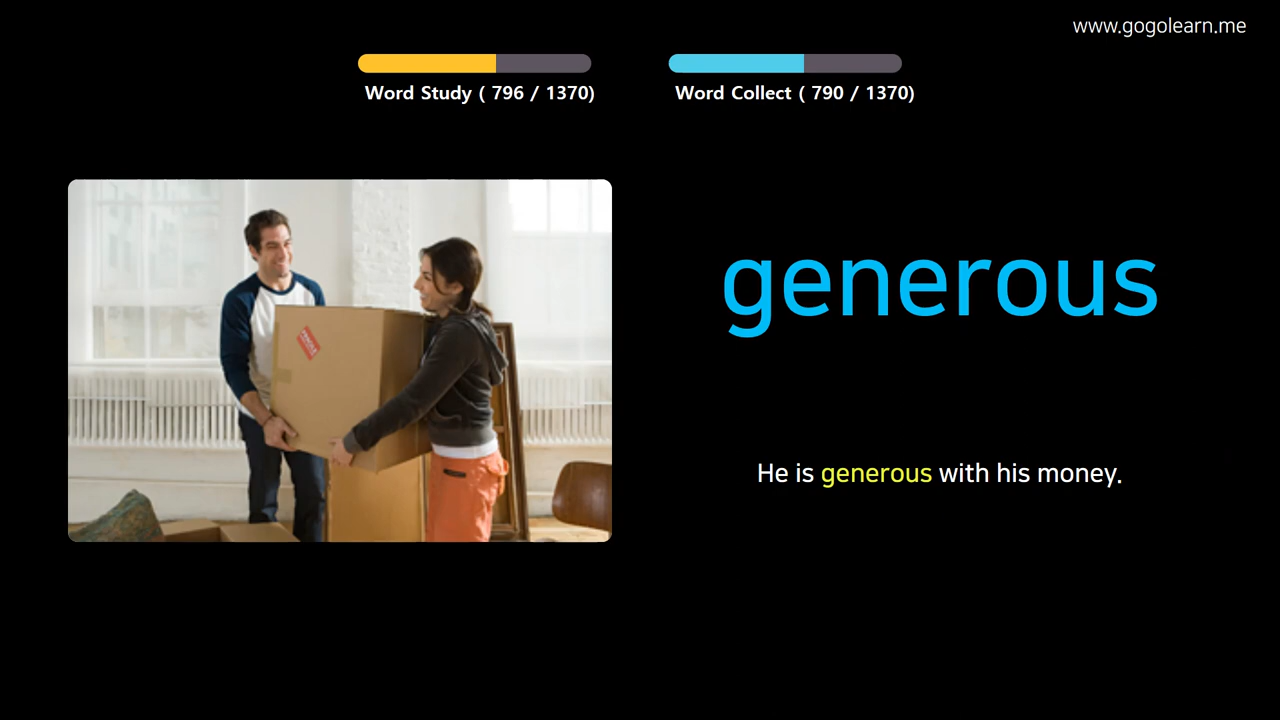 www.gogolearn.me
Word Study ( 796 / 1370)
Word Collect ( 790 / 1370)
generous
He is generous with his money.